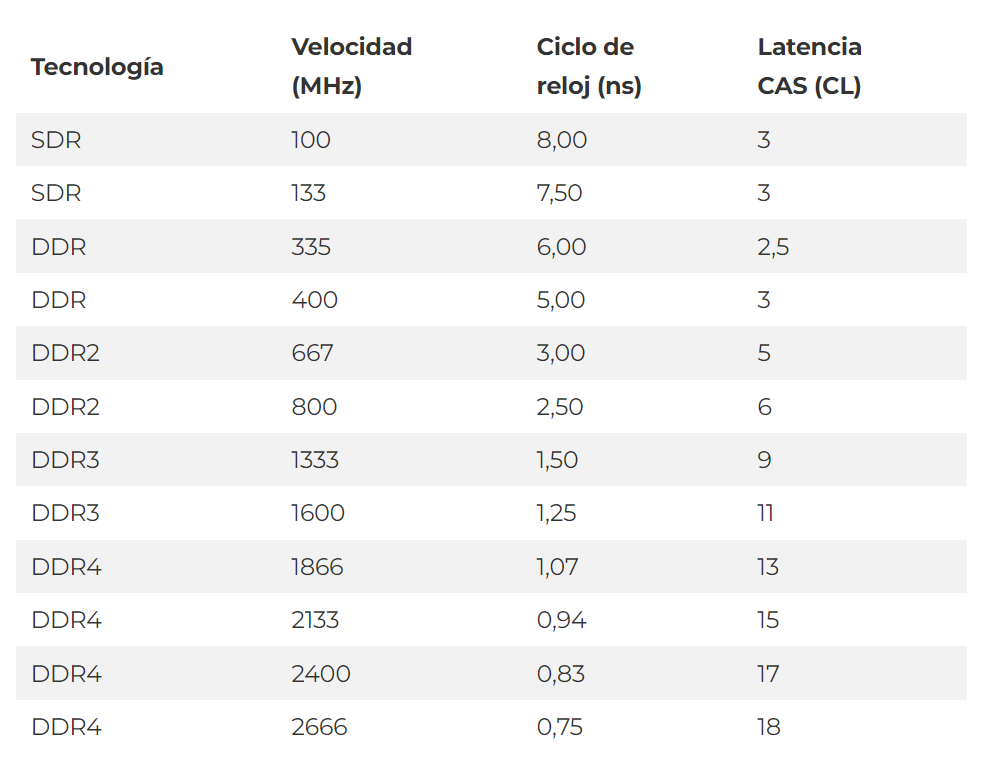 Tecnología Velocidad (MHz) Ciclo de reloj (ns) Latencia CAS (CL)
SDR 100 8,00 3
SDR 133 7,50 3
DDR 335 6,00 2,5
DDR 400 5,00 3
DDR2 667 3,00 5
DDR2 800 2,50 6
DDR3 1333 1,50 9
DDR3 1600 1,25 11
DDR4 1866 1,07 13
DDR4 2133 0,94 15
DDR4 2400 0,83 17
DDR4 2666 0,75 18